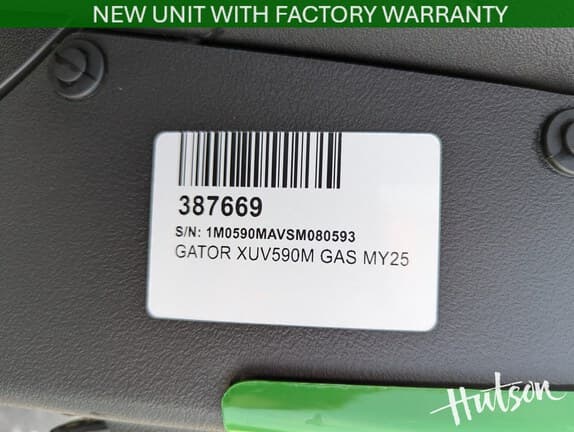 NEW UNIT WITH FACTORY WARRANTY
387669
S/N: 1M0590MAVSM080593
GATOR XUV590M GAS MY25
Hutson